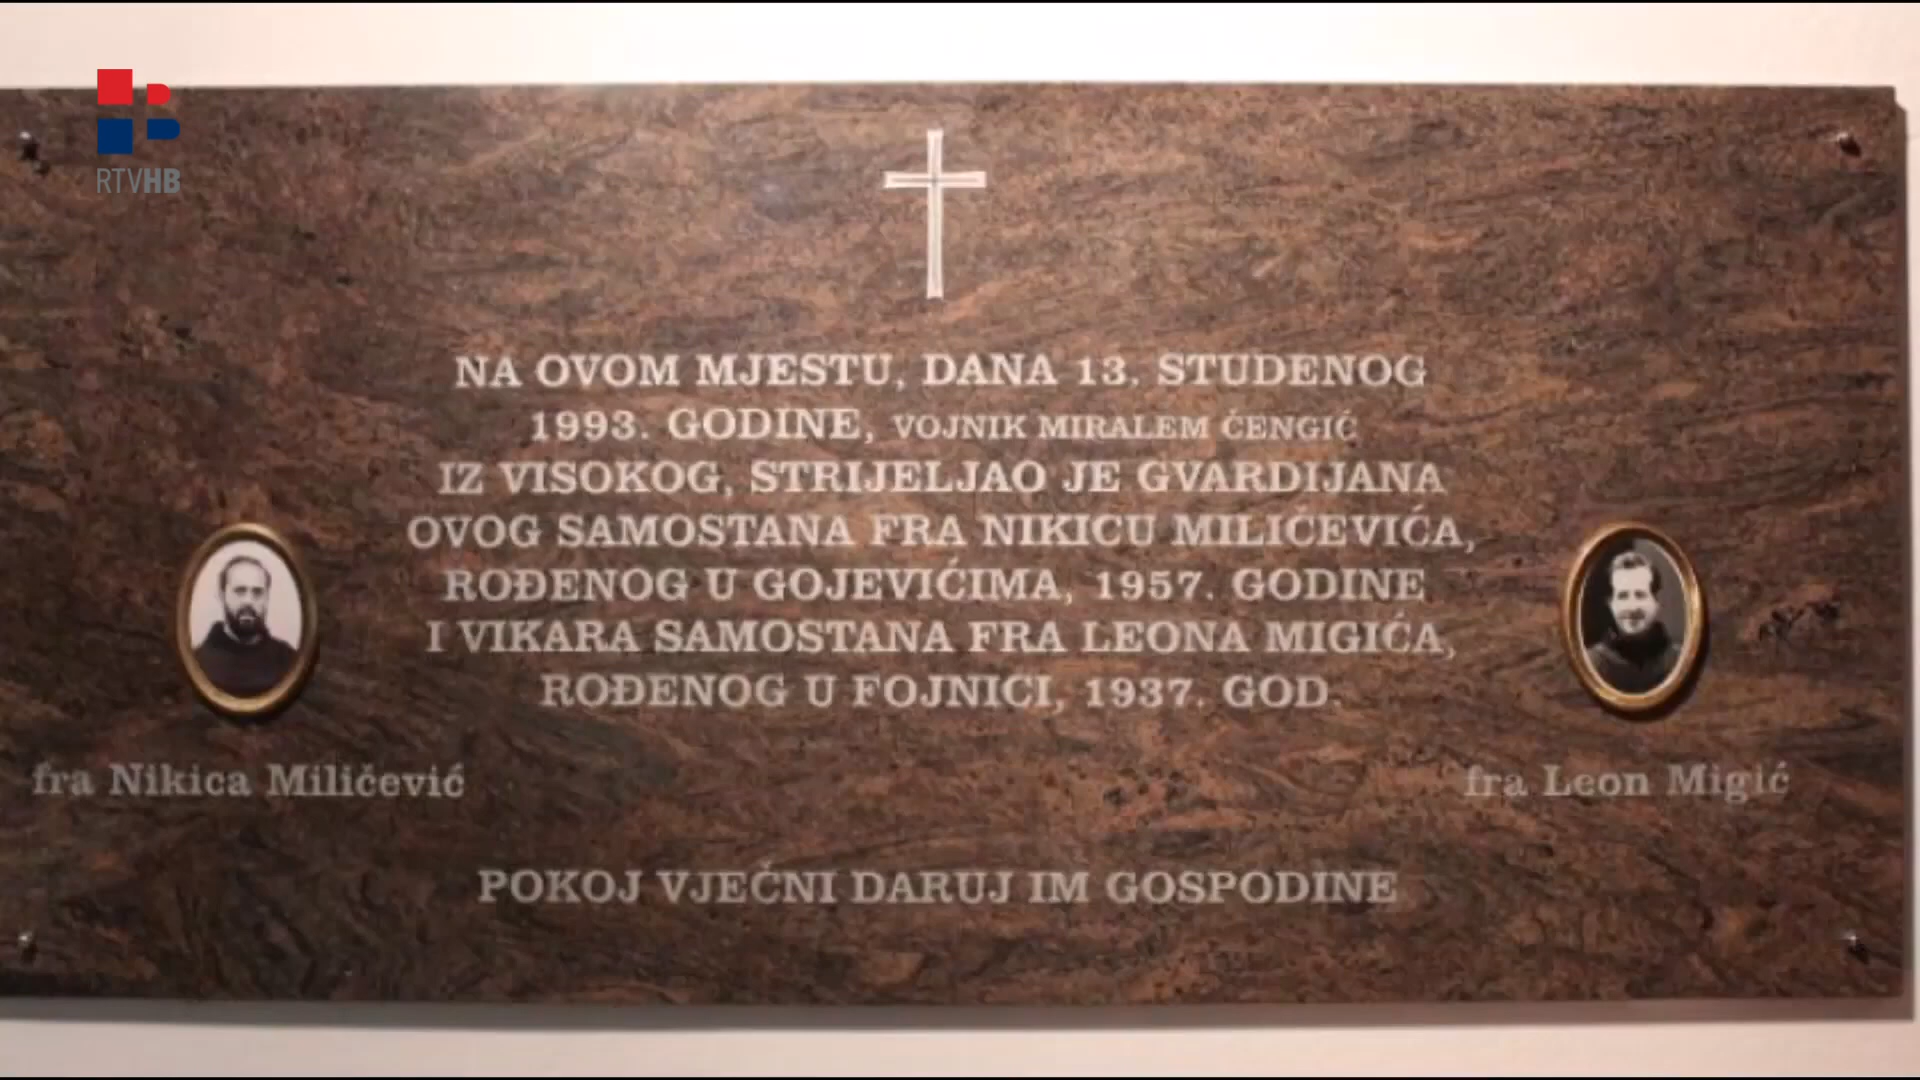 RTVHB
NA OVOM MJESTU, DANA 13. STUDENOG
1993. GODINE, VOJNIK MIRALEM ČENGIĆ
IZ VISOKOG, STRIJELJAO JE GVARDIJANA
OVOG SAMOSTANA FRA NIKICU MILIČEVIĆA,
ROĐENOG U GOJEVIĆIMA, 1957. GODINE
I VIKARA SAMOSTANA FRA LEONA MIGIĆA,
ROĐENOG U FOJNICI, 1937. GOD.
fra Nikica Miličević
fra Leon Migić
POKOJ VJEČNI DARUJ IM GOSPODINE